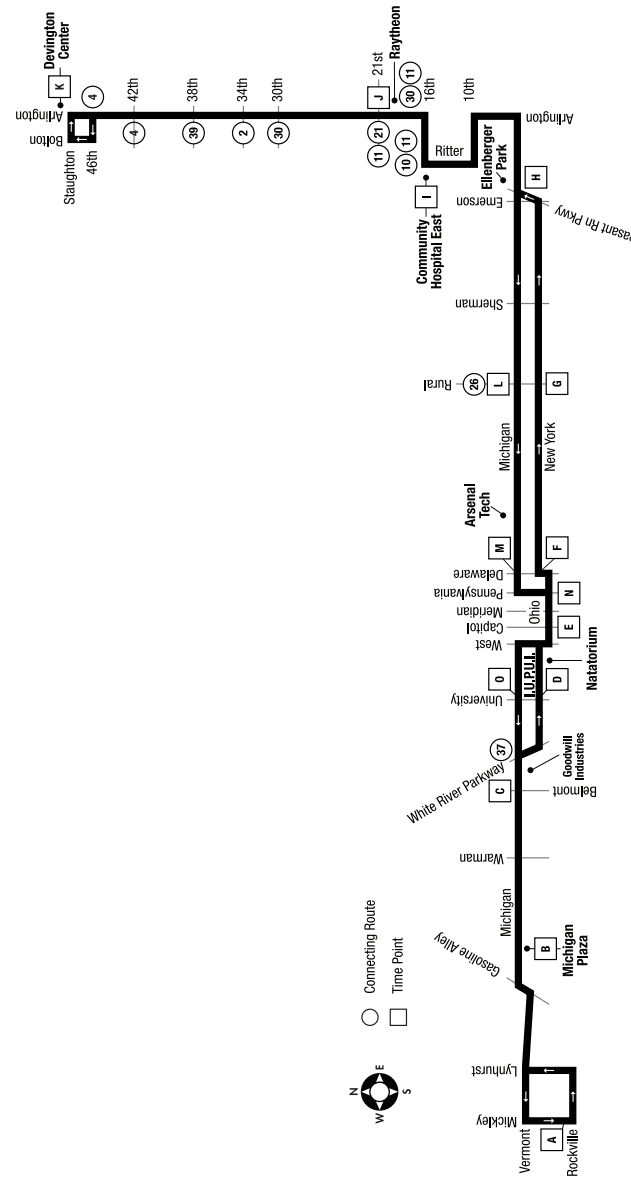 Devington
Center
K
Arlington
Bolton
4
Staughton
46th
42nd
4
38th
39
34th
2
30th
30
J
21st
Raytheon
11
21
30
11
16th
10
11
10th
I
Ritter
Community
Hospital East
Ellenberger
Park
Arlington
H
Emerson
asant Rn Pkwy
Sherman
Rural
26
L
G
Michigan
New York
Arsenal
Tech
M
F
Delaware
Pennsylvania
N
Meridian
Ohio
Capitol
E
West
I.U.P.U.I.
Natatorium
O
D
University
37
White River Parkway
Goodwill
Industries
C
Belmont
Warman
Michigan
Gasoline Alley
B
Michigan
Plaza
Connecting Route
Time Point
N
E
S
W
Lynhurst
Mickley
Vermont
A
Rockville